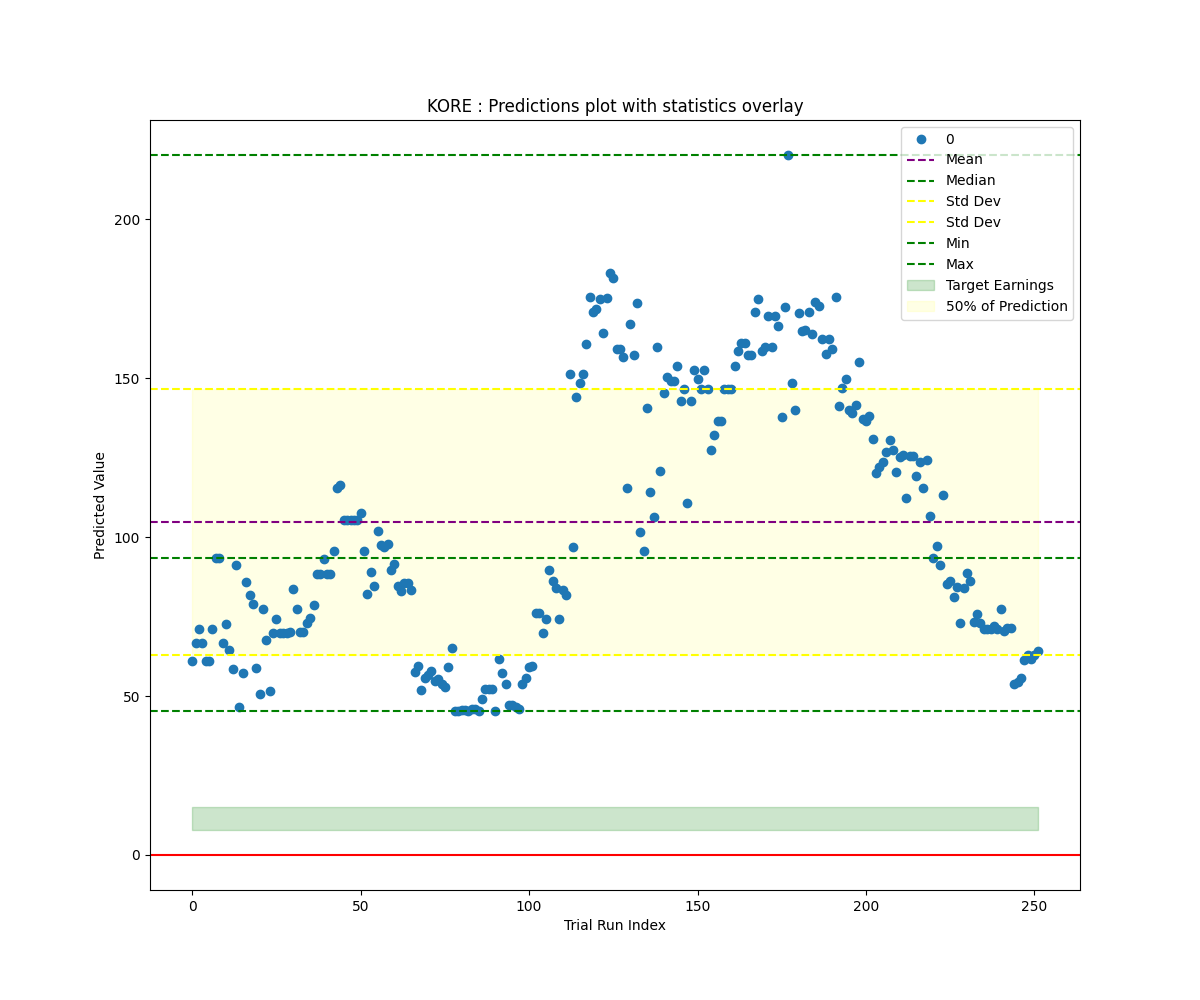 KORE : Predictions plot with statistics overlay
0
Mean
Median
Std Dev
Std Dev
Min
Max
Target Earnings
50% of Prediction
Predicted Value
200
150
100
50
0
0
50
100
150
200
250
Trial Run Index